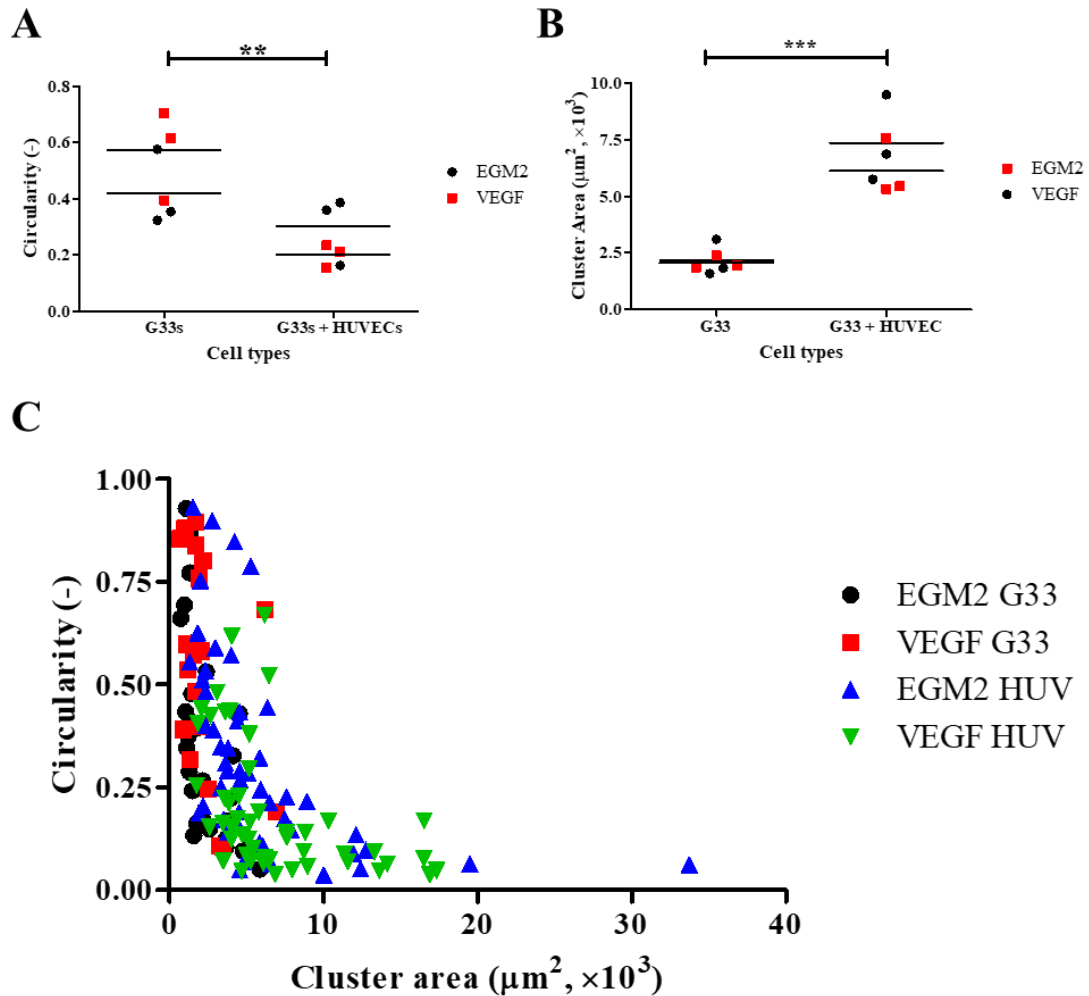 A
**
Circularity (-)
0.8
0.6
0.4
0.2
0.0
G33s
G33s + HUVECs
Cell types
EGM2
VEGF
B
***
Cluster Area (μm², ×10³)
10.0
7.5
5.0
2.5
0.0
G33
G33 + HUVEC
Cell types
EGM2
VEGF
C
Circularity (-)
1.00
0.75
0.50
0.25
0.00
0
10
20
30
40
Cluster area (μm², ×10³)
EGM2 G33
VEGF G33
EGM2 HUV
VEGF HUV